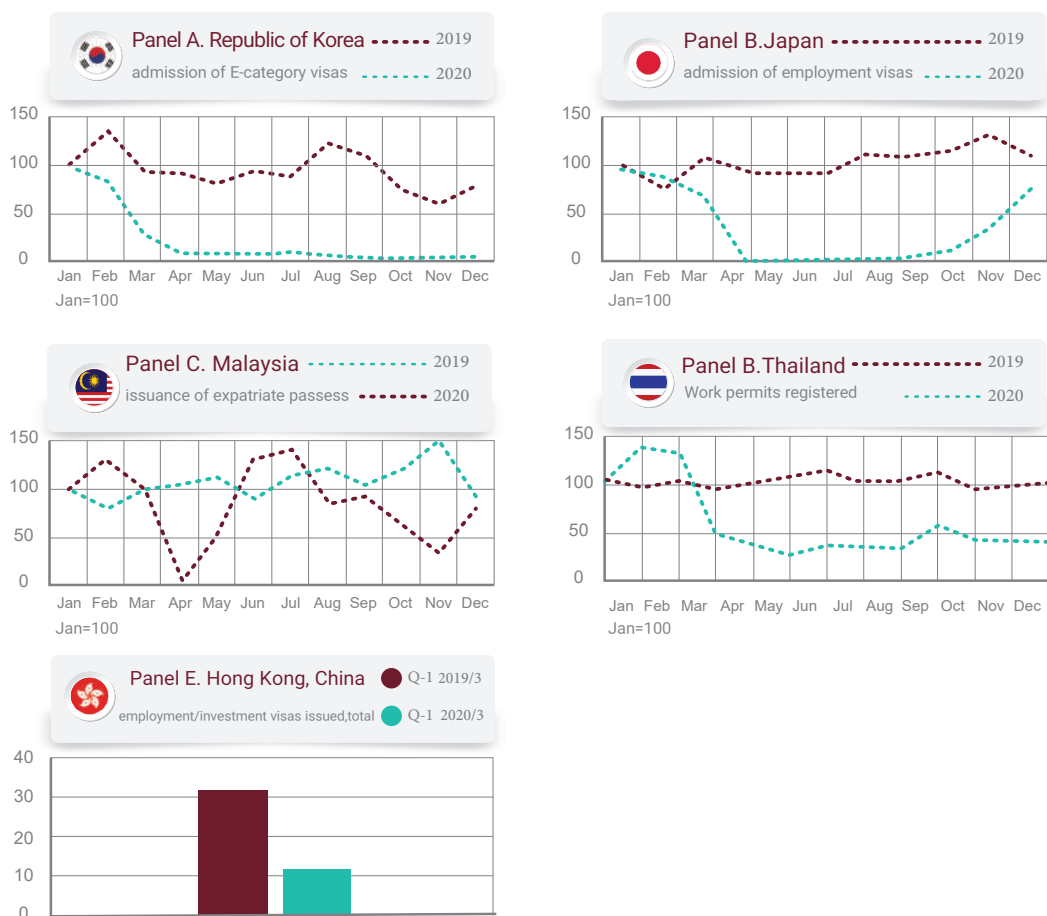 Panel A. Republic of Korea 2019
admission of E-category visas 2020
150
100
50
0
Jan Feb Mar Apr May Jun Jul Aug Sep Oct Nov Dec
Jan=100
Panel B.Japan 2019
admission of employment visas 2020
150
100
50
0
Jan Feb Mar Apr May Jun Jul Aug Sep Oct Nov Dec
Jan=100
Panel C. Malaysia 2019
issuance of expatriate passess 2020
150
100
50
0
Jan Feb Mar Apr May Jun Jul Aug Sep Oct Nov Dec
Jan=100
Panel B.Thailand 2019
Work permits registered 2020
150
100
50
0
Jan Feb Mar Apr May Jun Jul Aug Sep Oct Nov Dec
Jan=100
Panel E. Hong Kong, China Q-1 2019/3
employment/investment visas issued,total Q-1 2020/3
40
30
20
10
0